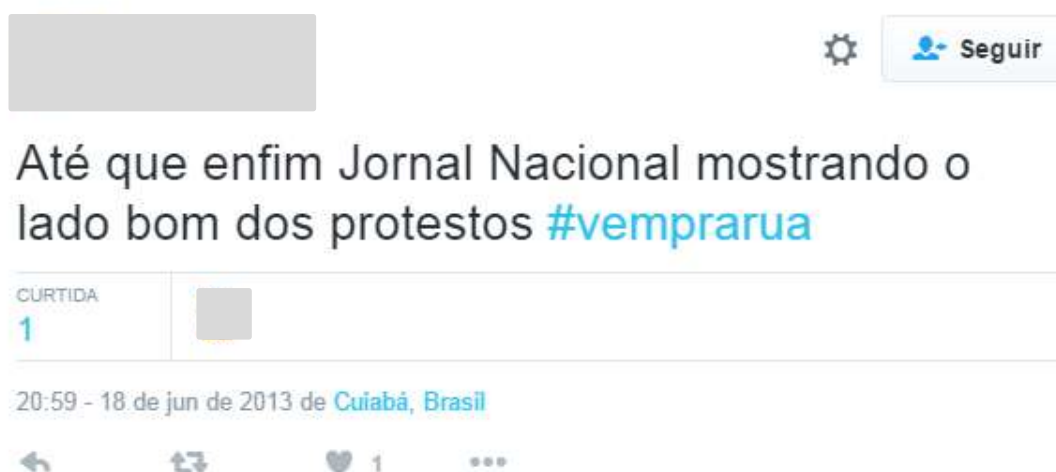 Seguir
Até que enfim Jornal Nacional mostrando o
lado bom dos protestos #vemprarua
CURTIDA
1
20:59 - 18 de jun de 2013 de Cuiabá, Brasil
1